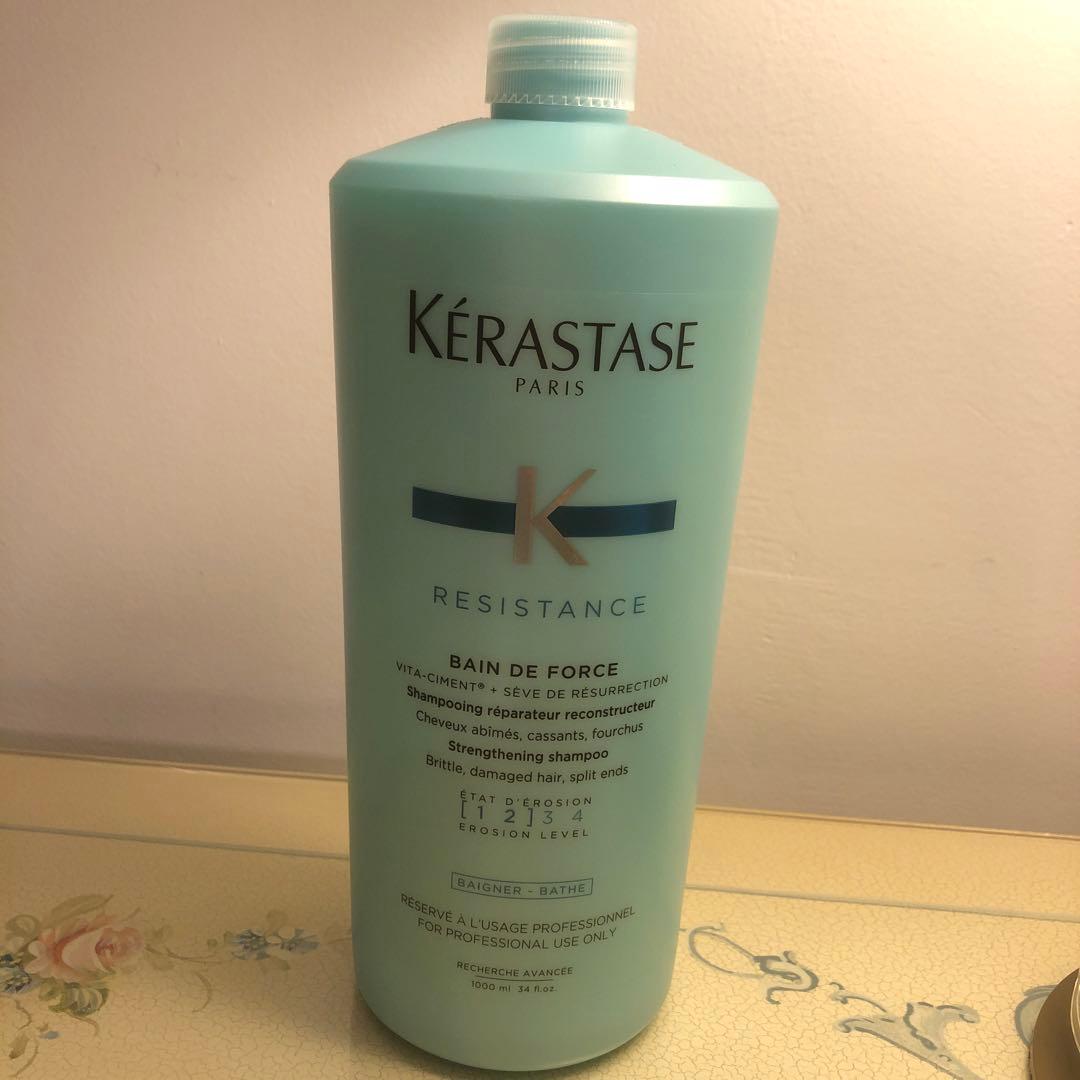 KÉRASTASE
PARIS
K
RESISTANCE
BAIN DE FORCE
VITA-CIMENT® + SÈVE DE RÉSURRECTION
Shampooing réparateur reconstructeur
Cheveux abîmés, cassants, fourchus
Strengthening shampoo
Brittle, damaged hair, split ends
ÉTAT D'ÉROSION
[1 2] 3 4
EROSION LEVEL
BAIGNER - BATHE
RÉSERVÉ À L'USAGE PROFESSIONNEL
FOR PROFESSIONAL USE ONLY
RECHERCHE AVANCÉE
1000 ml 34 fl.oz.